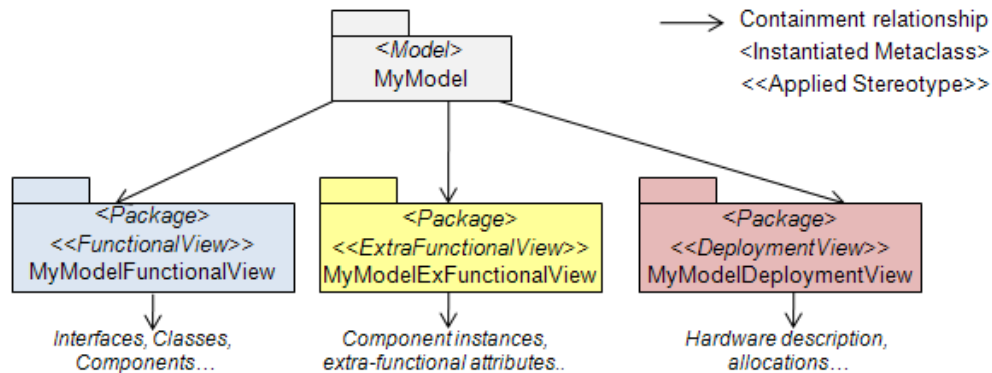 <Model>
MyModel
Containment relationship
<Instantiated Metaclass>
<<Applied Stereotype>>
<Package>
<<FunctionalView>>
MyModelFunctionalView
<Package>
<<ExtraFunctionalView>>
MyModelExFunctionalView
<Package>
<<DeploymentView>>
MyModelDeploymentView
Interfaces, Classes,
Components…
Component instances,
extra-functional attributes..
Hardware description,
allocations…